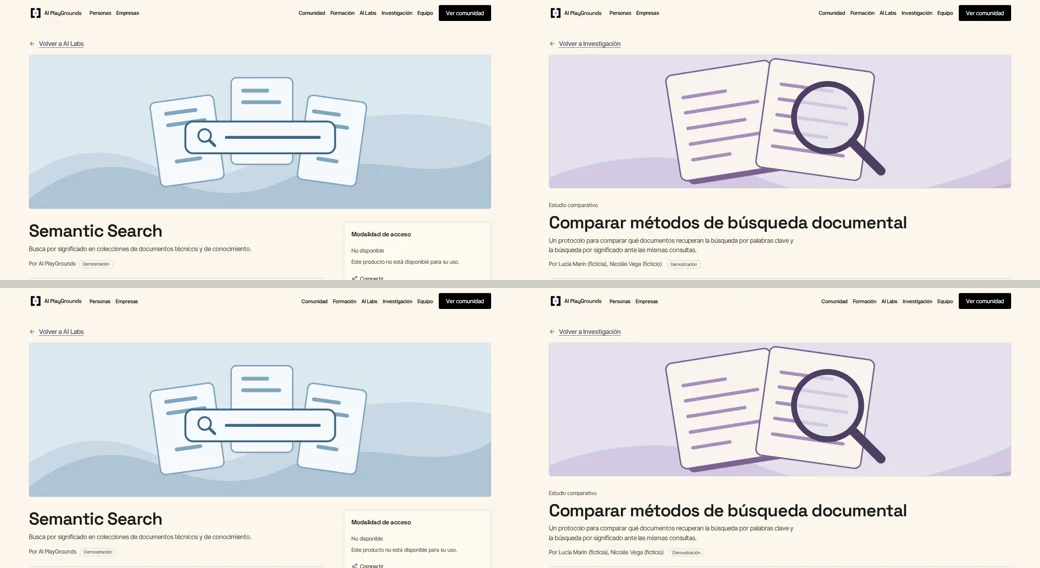 AI PlayGrounds Personas Empresas Comunidad Formación AI Labs Investigación Equipo Ver comunidad
← Volver a AI Labs
Semantic Search
Busca por significado en colecciones de documentos técnicos y de conocimiento.
Por AI PlayGrounds Demostración
Modalidad de acceso
No disponible
Este producto no está disponible para su uso.
Compartir
AI PlayGrounds Personas Empresas Comunidad Formación AI Labs Investigación Equipo Ver comunidad
← Volver a Investigación
Estudio comparativo
Comparar métodos de búsqueda documental
Un protocolo para comparar qué documentos recuperan la búsqueda por palabras clave y
la búsqueda por significado ante las mismas consultas.
Por Lucía Marín (ficticia), Nicolás Vega (ficticio) Demostración
AI PlayGrounds Personas Empresas Comunidad Formación AI Labs Investigación Equipo Ver comunidad
← Volver a AI Labs
Semantic Search
Busca por significado en colecciones de documentos técnicos y de conocimiento.
Por AI PlayGrounds Demostración
Modalidad de acceso
No disponible
Este producto no está disponible para su uso.
Compartir
AI PlayGrounds Personas Empresas Comunidad Formación AI Labs Investigación Equipo Ver comunidad
← Volver a Investigación
Estudio comparativo
Comparar métodos de búsqueda documental
Un protocolo para comparar qué documentos recuperan la búsqueda por palabras clave y
la búsqueda por significado ante las mismas consultas.
Por Lucía Marín (ficticia), Nicolás Vega (ficticio) Demostración